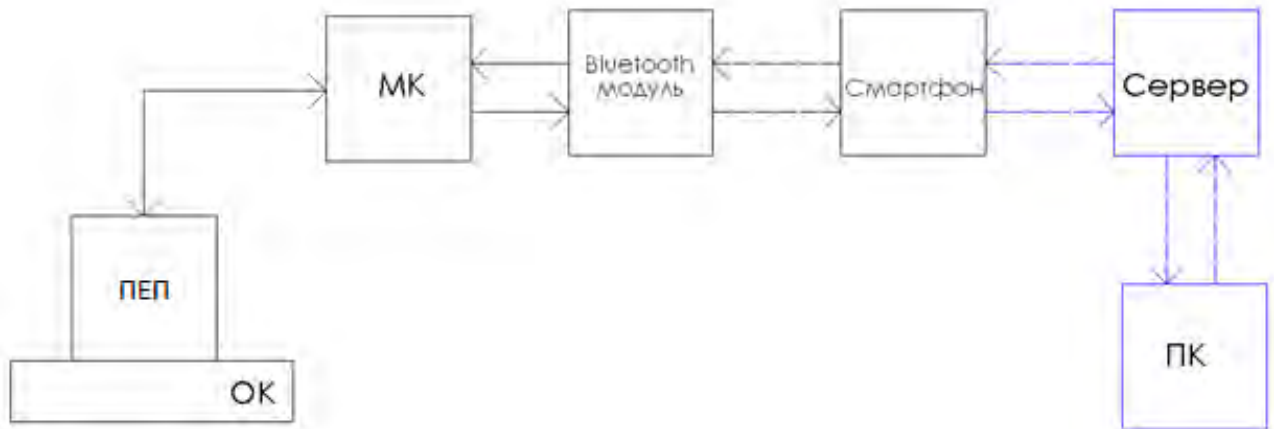 МК
Bluetooth
модуль
Смартфон
Сервер
ПЕП
ОК
ПК